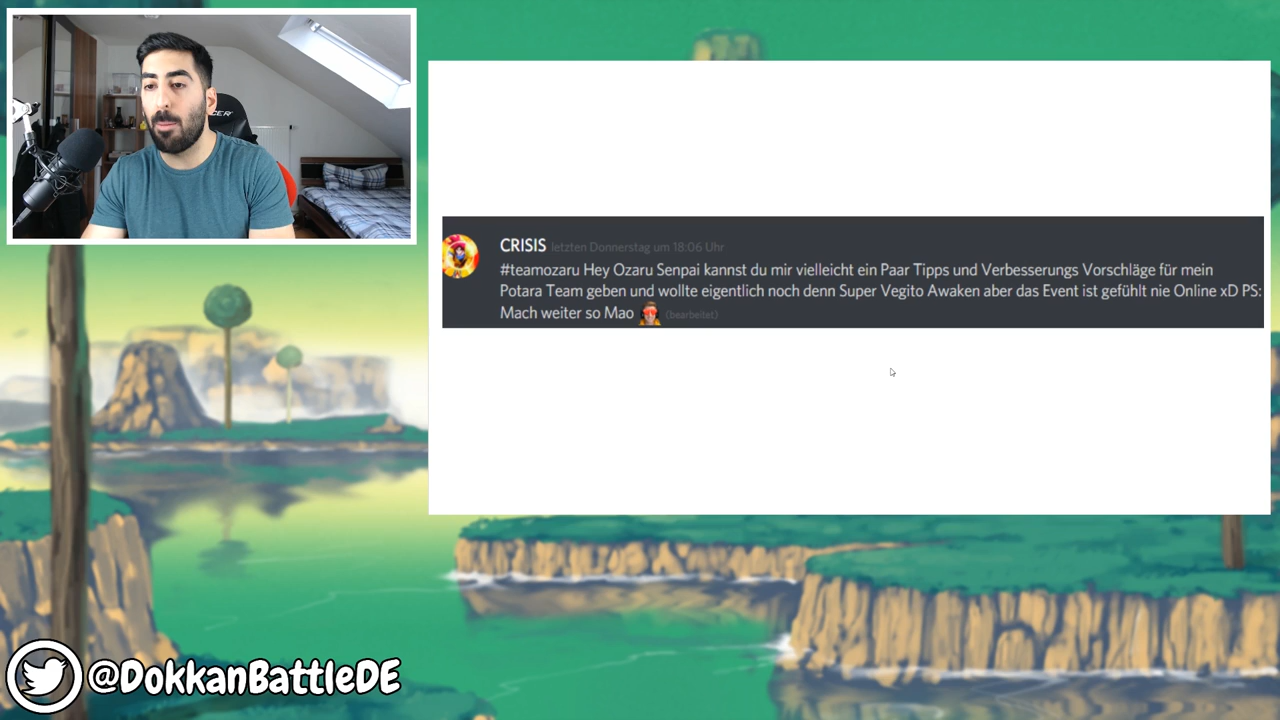 CRISIS letzten Donnerstag um 18:06 Uhr
#teamozaru Hey Ozaru Senpai kannst du mir vielleicht ein Paar Tipps und Verbesserungs Vorschläge für mein
Potara Team geben und wollte eigentlich noch denn Super Vegito Awaken aber das Event ist gefühlt nie Online xD PS:
Mach weiter so Mao (bearbeitet)
@DokkanBattleDE